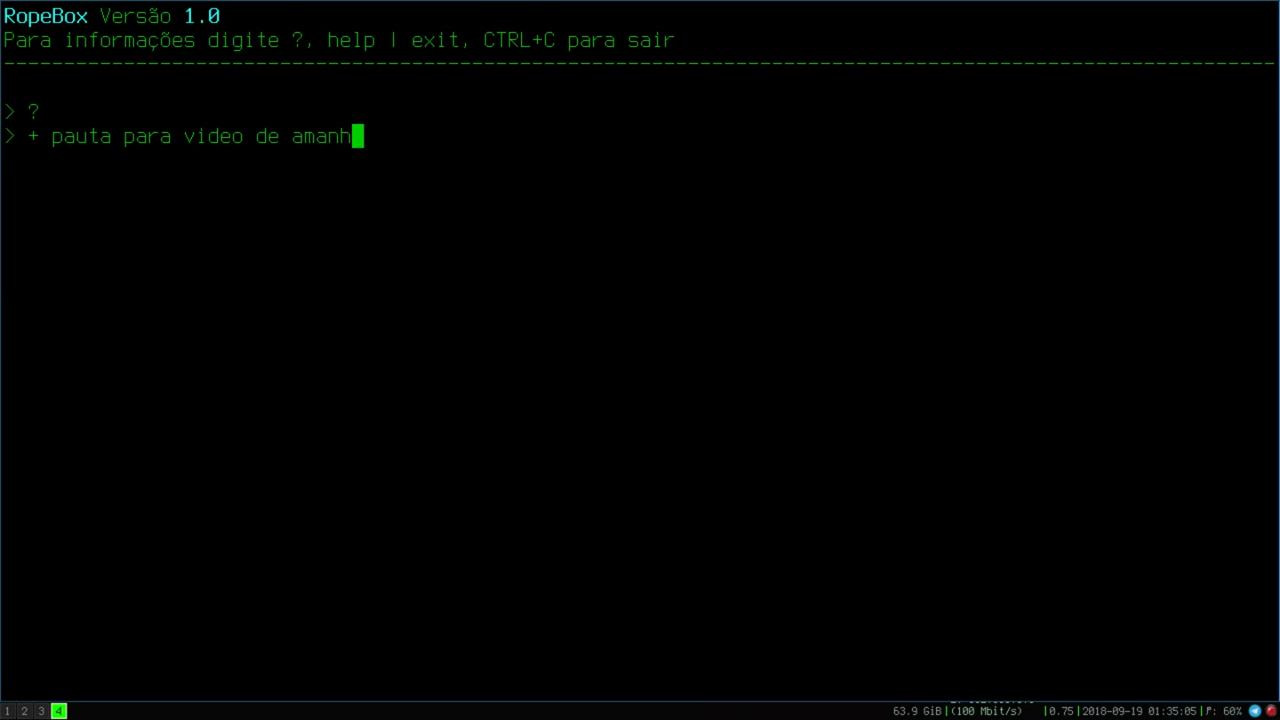 RopeBox Versão 1.0
Para informações digite ?, help | exit, CTRL+C para sair
----------------------------------------------------------------------------------------------------------
> ?
> + pauta para video de amanh
1 2 3 4
63.9 GiB|(100 Mbit/s) |0.75|2018-09-19 01:35:05|♪: 60%